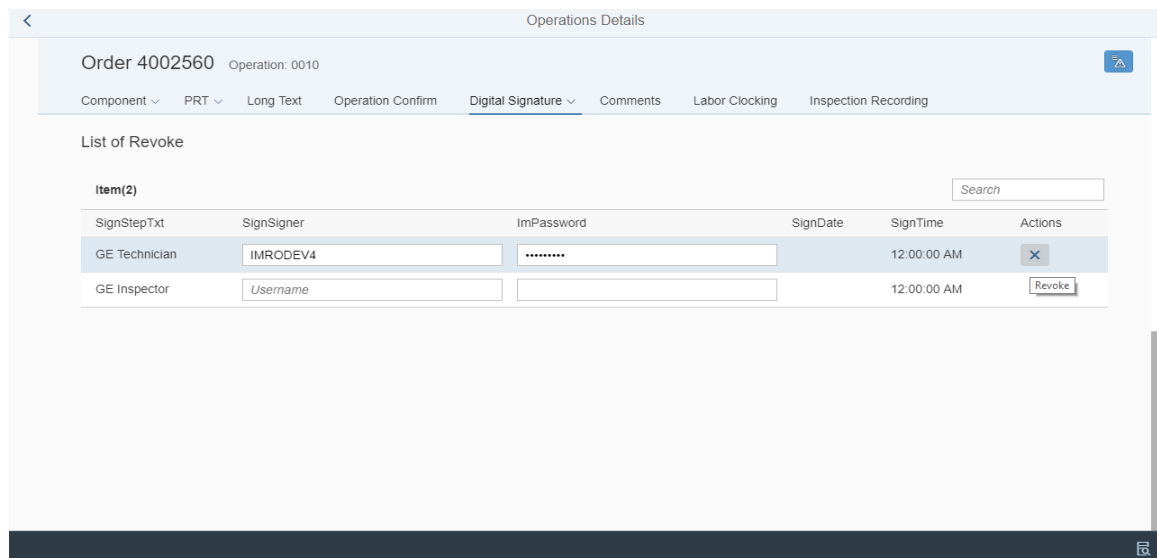 Operations Details
Order 4002560 Operation: 0010
Component PRT Long Text Operation Confirm Digital Signature Comments Labor Clocking Inspection Recording
List of Revoke
Item(2)
Search
SignStepTxt SignSigner ImPassword SignDate SignTime Actions
GE Technician IMRODEV4 ••••••••• 12:00:00 AM
GE Inspector Username 12:00:00 AM
Revoke